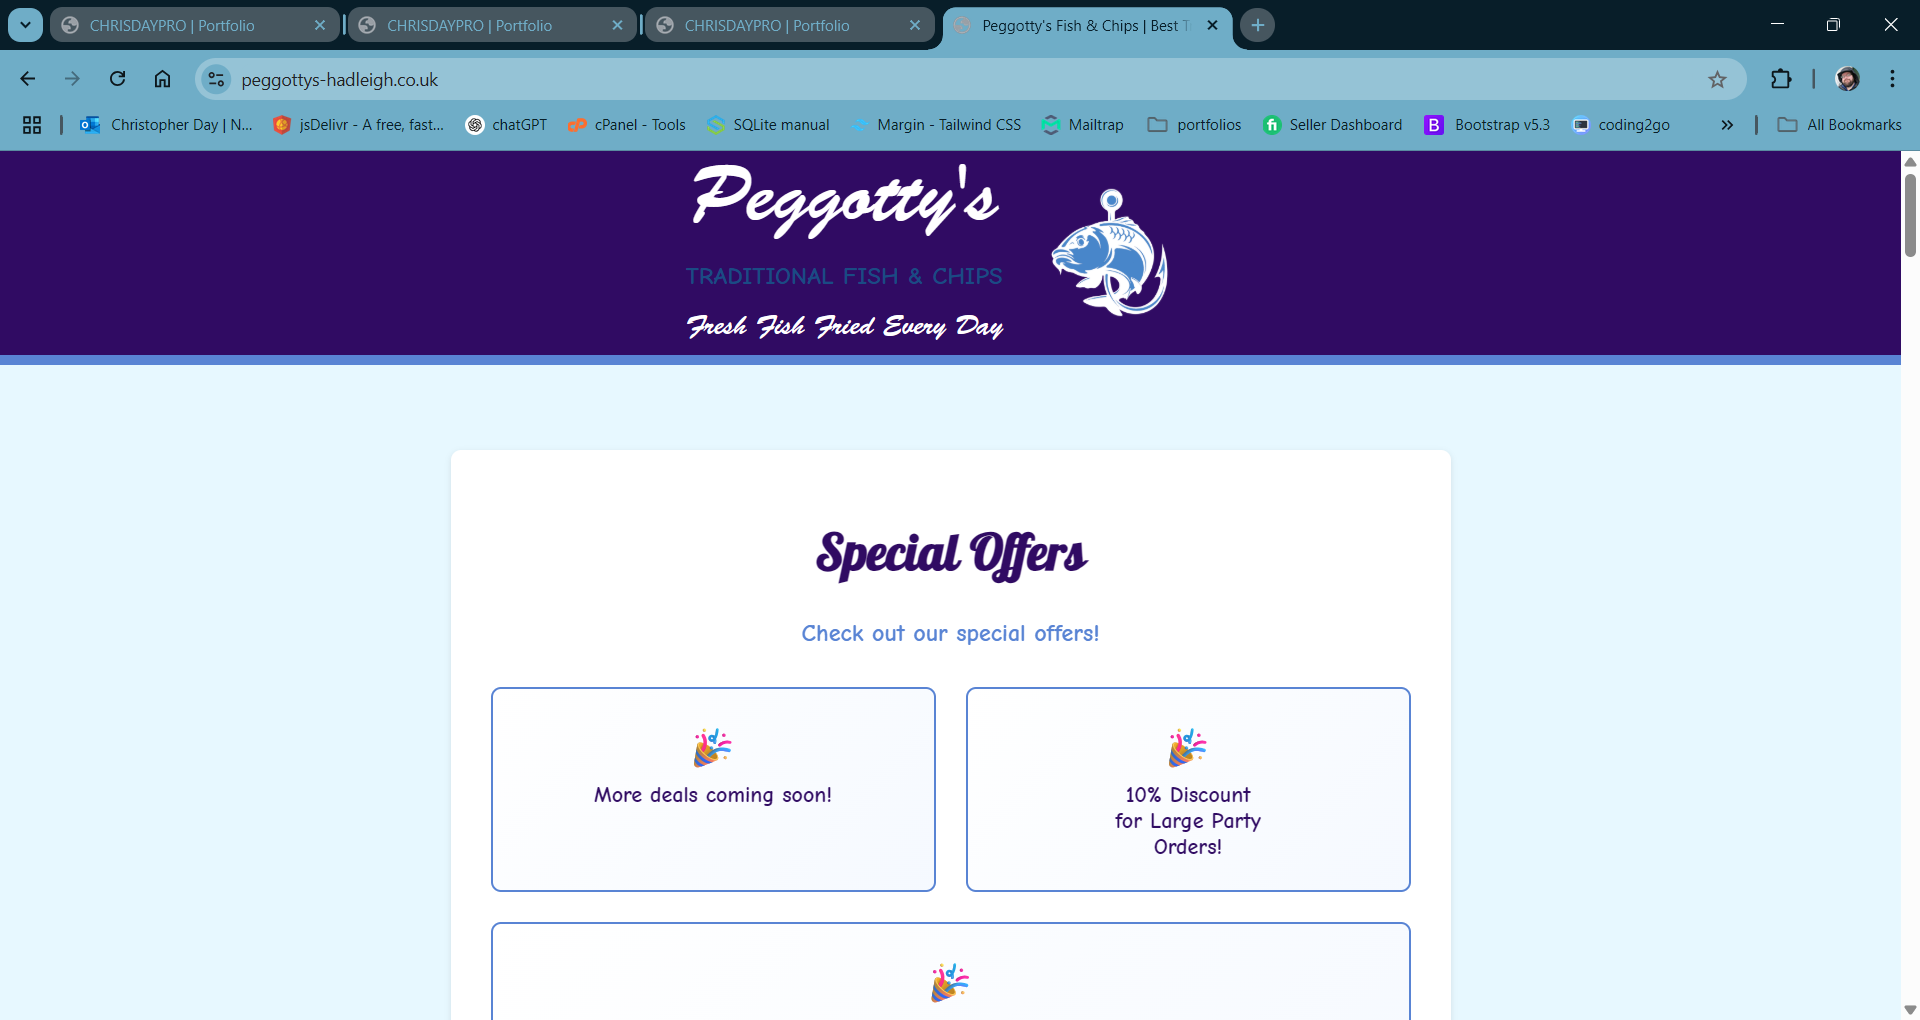 CHRISDAYPRO | Portfolio
CHRISDAYPRO | Portfolio
CHRISDAYPRO | Portfolio
Peggotty's Fish & Chips | Best T
peggottys-hadleigh.co.uk
Christopher Day | N...
jsDelivr - A free, fast...
chatGPT
cPanel - Tools
SQLite manual
Margin - Tailwind CSS
Mailtrap
portfolios
fi
Seller Dashboard
B
Bootstrap v5.3
coding2go
All Bookmarks
Peggotty's
TRADITIONAL FISH & CHIPS
Fresh Fish Fried Every Day
Special Offers
Check out our special offers!
More deals coming soon!
10% Discount
for Large Party
Orders!